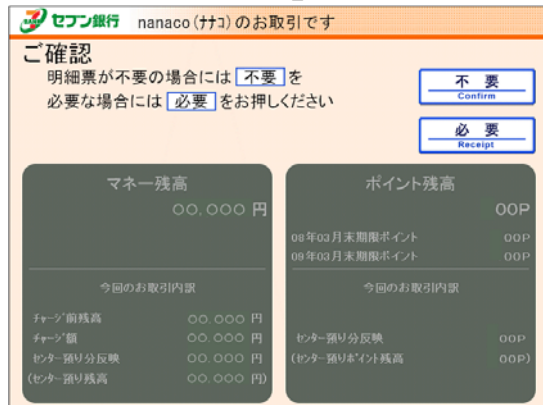 セブン銀行 nanaco(ナナコ)のお取引です
ご確認
明細票が不要の場合には 不要 を
必要な場合には 必要 をお押しください
不 要
Confirm
必 要
Receipt
マネー残高
00,000 円
今回のお取引内訳
チャージ前残高 00,000 円
チャージ額 00,000 円
センター預り分反映 00,000 円
(センター預り残高 00,000 円)
ポイント残高
00P
08年03月末期限ポイント 00P
09年03月末期限ポイント 00P
今回のお取引内訳
センター預り分反映 00P
(センター預りポイント残高 00P)